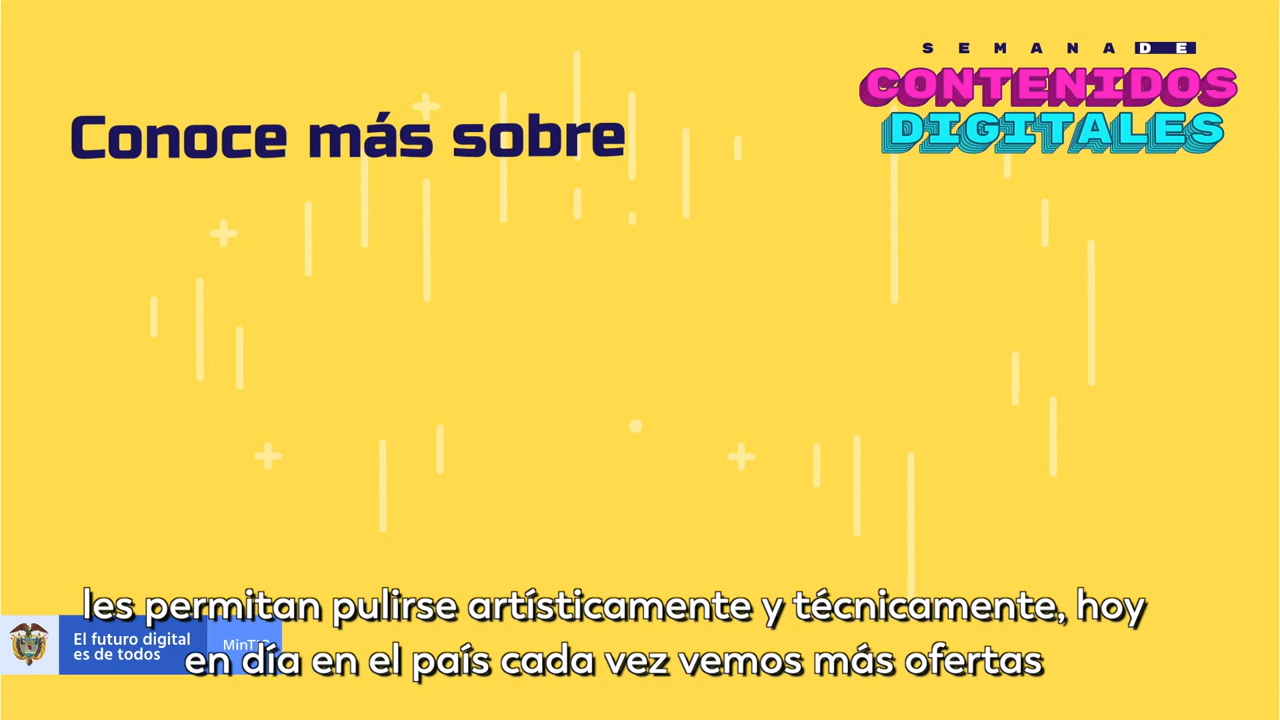 SEMANA DE
CONTENIDOS
DIGITALES
Conoce más sobre
les permitan pulirse artísticamente y técnicamente, hoy
en día en el país cada vez vemos más ofertas
El futuro digital
es de todos
MinTIC